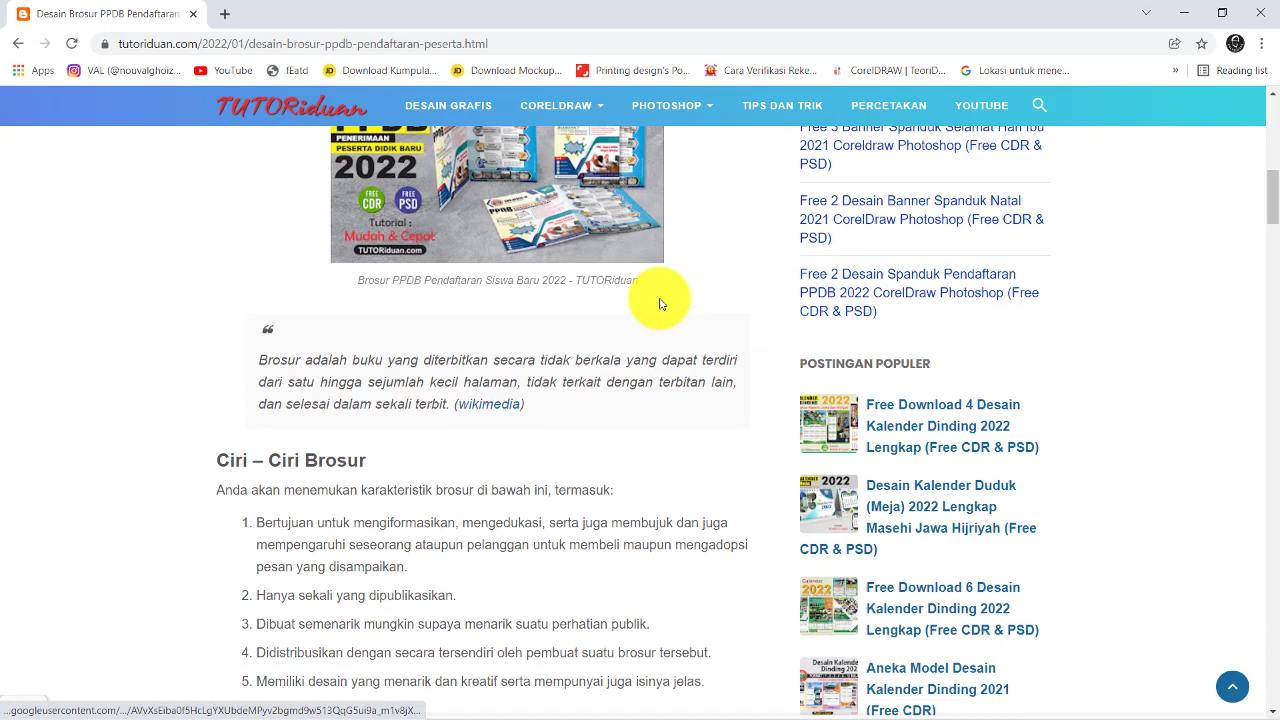 Desain Brosur PPDB Pendaftaran
tutoriduan.com/2022/01/desain-brosur-ppdb-pendaftaran-peserta.html
Apps
VAL (@nouvalghoiz...
YouTube
fEatd
Download Kumpula...
Download Mockup...
Printing design's Po...
Cara Verifikasi Reke...
CorelDRAW | TeoriD...
Lokasi untuk mene...
»
Reading list
TUTORiduan
DESAIN GRAFIS
CORELDRAW
PHOTOSHOP
TIPS DAN TRIK
PERCETAKAN
YOUTUBE
PPDB
PENERIMAAN
PESERTA DIDIK BARU
2022
FREE CDR
FREE PSD
Tutorial :
Mudah & Cepat
TUTORiduan.com
Brosur PPDB Pendaftaran Siswa Baru 2022 - TUTORiduan
❝
Brosur adalah buku yang diterbitkan secara tidak berkala yang dapat terdiri
dari satu hingga sejumlah kecil halaman, tidak terkait dengan terbitan lain,
dan selesai dalam sekali terbit. (wikimedia)
Ciri – Ciri Brosur
Anda akan menemukan karakteristik brosur di bawah ini, termasuk:
1. Bertujuan untuk mengiformasikan, mengedukasi, serta juga membujuk dan juga
mempengaruhi seseorang ataupun pelanggan untuk membeli maupun mengadopsi
pesan yang disampaikan.
2. Hanya sekali yang dipublikasikan.
3. Dibuat semenarik mungkin supaya menarik suatu perhatian publik.
4. Didistribusikan dengan secara tersendiri oleh pembuat suatu brosur tersebut.
5. Memiliki desain yang menarik dan kreatif serta mempunyai juga isinya jelas.
Free 3 Banner Spanduk Selamat Hari Ibu
2021 Coreldraw Photoshop (Free CDR &
PSD)
Free 2 Desain Banner Spanduk Natal
2021 CorelDraw Photoshop (Free CDR &
PSD)
Free 2 Desain Spanduk Pendaftaran
PPDB 2022 CorelDraw Photoshop (Free
CDR & PSD)
POSTINGAN POPULER
Free Download 4 Desain
Kalender Dinding 2022
Lengkap (Free CDR & PSD)
Desain Kalender Duduk
(Meja) 2022 Lengkap
Masehi Jawa Hijriyah (Free
CDR & PSD)
Free Download 6 Desain
Kalender Dinding 2022
Lengkap (Free CDR & PSD)
Aneka Model Desain
Kalender Dinding 2021
(Free CDR)